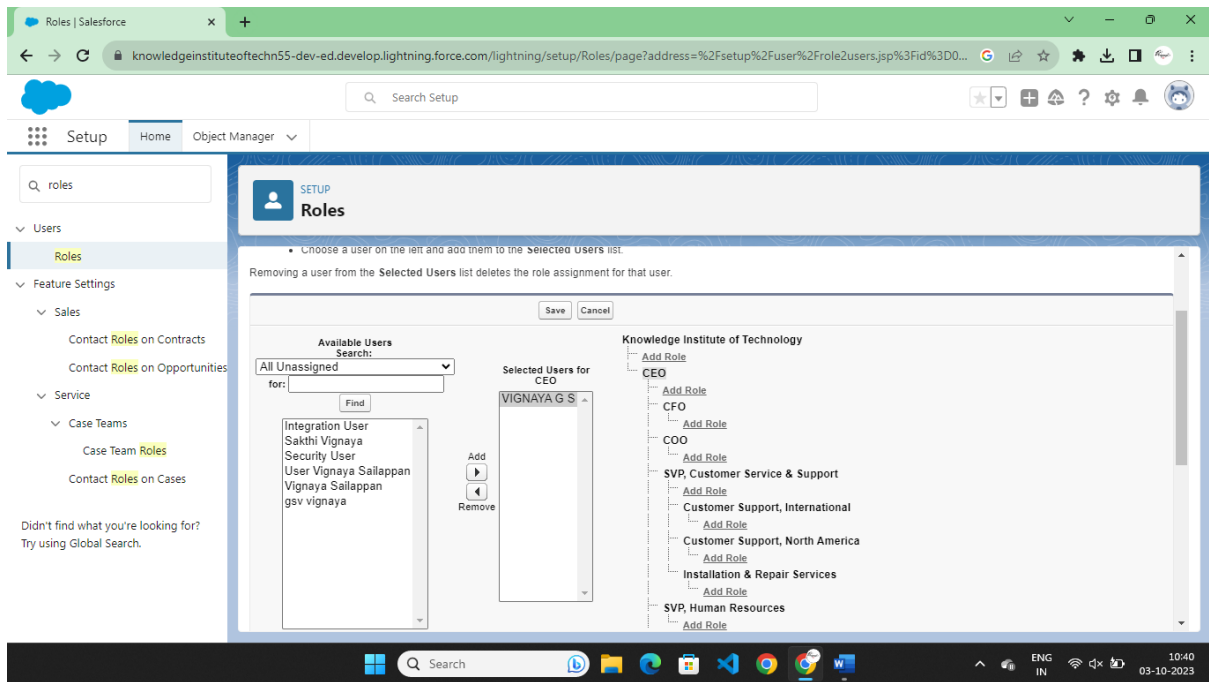 Roles | Salesforce
knowledgeinstituteoftechn55-dev-ed.develop.lightning.force.com/lightning/setup/Roles/page?address=%2Fsetup%2Fuser%2Frole2users.jsp%3Fid%3D0...
Search Setup
Setup
Home
Object Manager
roles
Users
Roles
Feature Settings
Sales
Contact Roles on Contracts
Contact Roles on Opportunities
Service
Case Teams
Case Team Roles
Contact Roles on Cases
Didn't find what you're looking for?
Try using Global Search.
SETUP
Roles
Choose a user on the left and add them to the Selected Users list.
Removing a user from the Selected Users list deletes the role assignment for that user.
Save
Cancel
Available Users
Search:
All Unassigned
for:
Find
Integration User
Sakthi Vignaya
Security User
User Vignaya Sailappan
Vignaya Sailappan
gsv vignaya
Add
Remove
Selected Users for
CEO
VIGNAYA G S
Knowledge Institute of Technology
Add Role
CEO
Add Role
CFO
Add Role
COO
Add Role
SVP, Customer Service & Support
Add Role
Customer Support, International
Add Role
Customer Support, North America
Add Role
Installation & Repair Services
Add Role
SVP, Human Resources
Add Role
Search
ENG
IN
10:40
03-10-2023